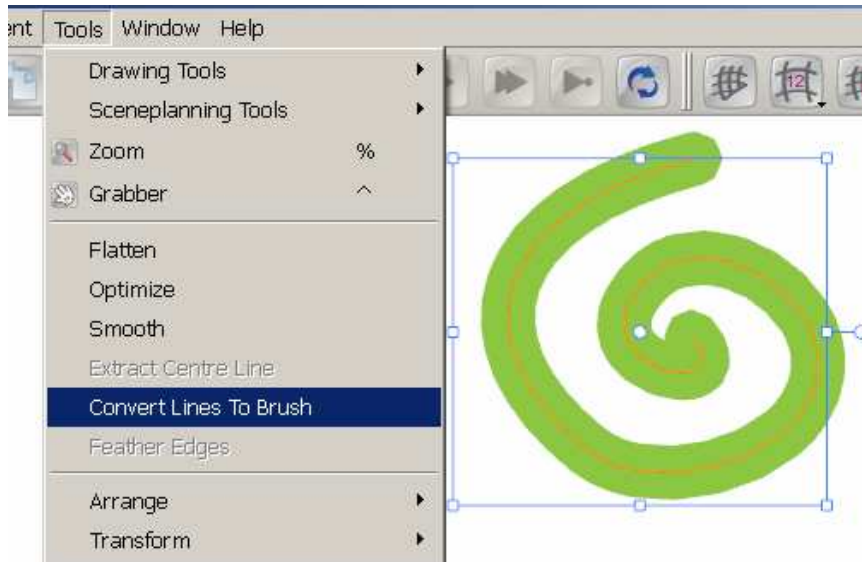 ent Tools Window Help
Drawing Tools
Sceneplanning Tools
Zoom %
Grabber ^
Flatten
Optimize
Smooth
Extract Centre Line
Convert Lines To Brush
Feather Edges
Arrange
Transform
12